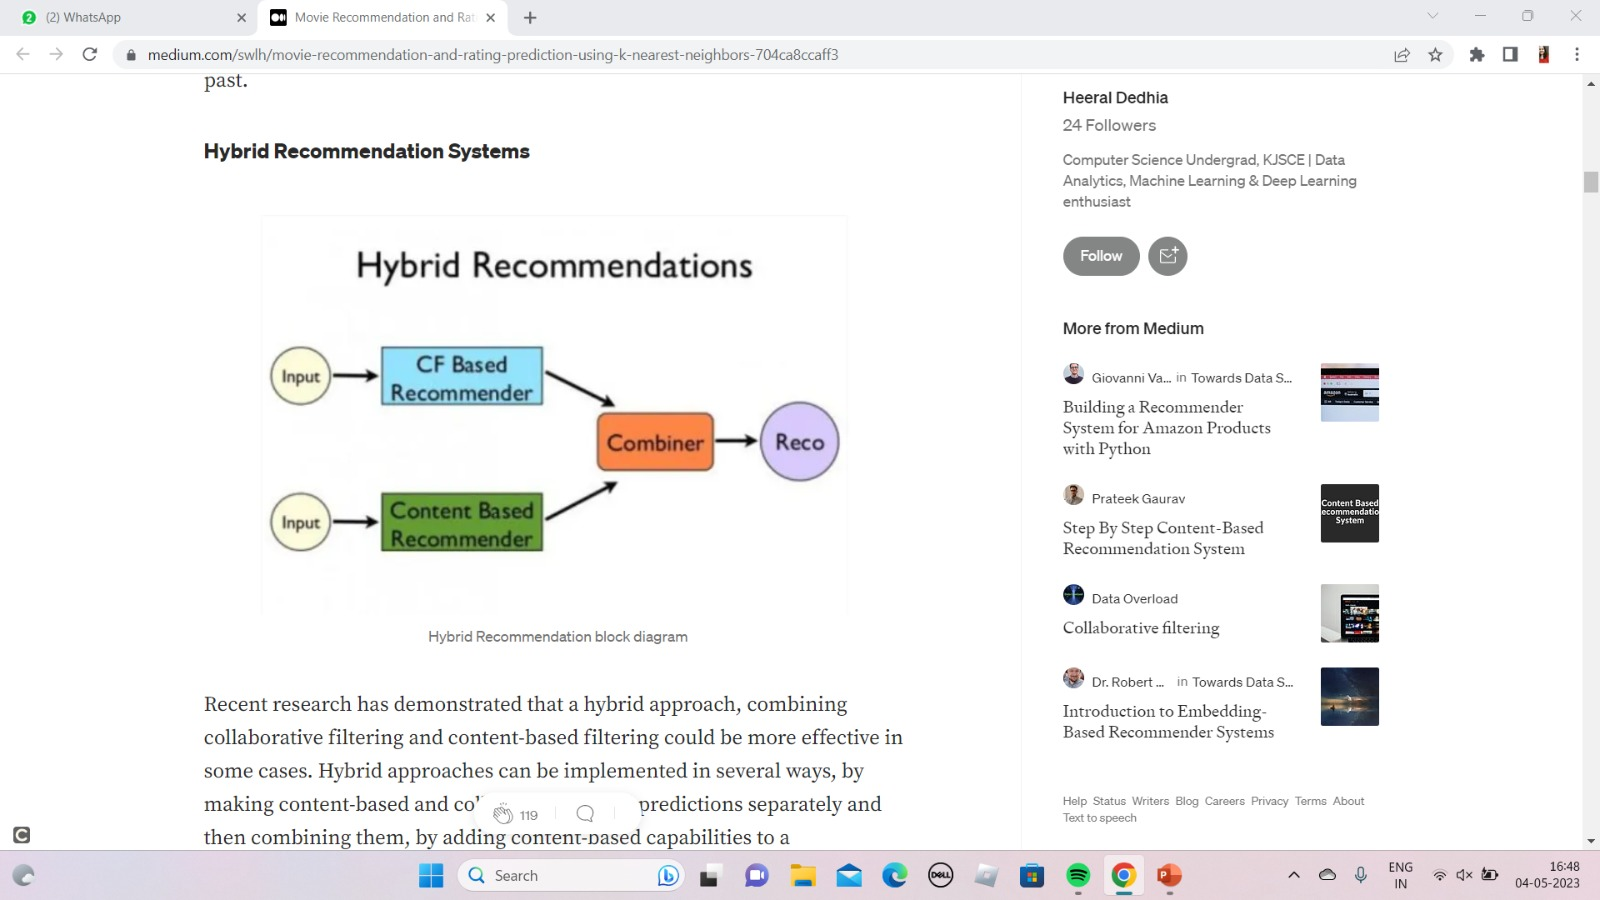 (2) WhatsApp
Movie Recommendation and Rat
medium.com/swlh/movie-recommendation-and-rating-prediction-using-k-nearest-neighbors-704ca8ccaff3
past.
Hybrid Recommendation Systems
Hybrid Recommendations
Input
CF Based
Recommender
Combiner
Reco
Input
Content Based
Recommender
Hybrid Recommendation block diagram
Recent research has demonstrated that a hybrid approach, combining
collaborative filtering and content-based filtering could be more effective in
some cases. Hybrid approaches can be implemented in several ways, by
making content-based and col predictions separately and
then combining them, by adding content-based capabilities to a
119
Heeral Dedhia
24 Followers
Computer Science Undergrad, KJSCE | Data
Analytics, Machine Learning & Deep Learning
enthusiast
Follow
More from Medium
Giovanni Va... in Towards Data S...
Building a Recommender
System for Amazon Products
with Python
Prateek Gaurav
Step By Step Content-Based
Recommendation System
Content Based
ecommendatio
System
Data Overload
Collaborative filtering
Dr. Robert ... in Towards Data S...
Introduction to Embedding-
Based Recommender Systems
Help Status Writers Blog Careers Privacy Terms About
Text to speech
Search
DELL
ENG
IN
16:48
04-05-2023